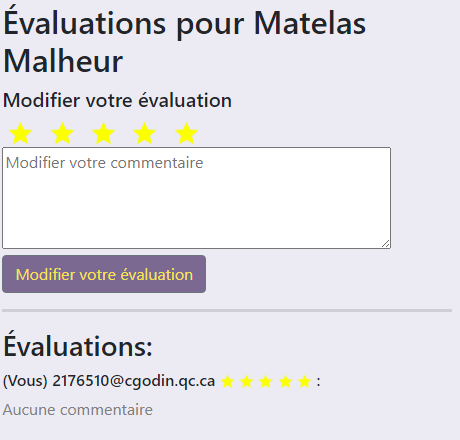 Évaluations pour Matelas
Malheur
Modifier votre évaluation
Modifier votre commentaire
Modifier votre évaluation
Évaluations:
(Vous) 2176510@cgodin.qc.ca ★ ★ ★ ★ ★ :
Aucune commentaire